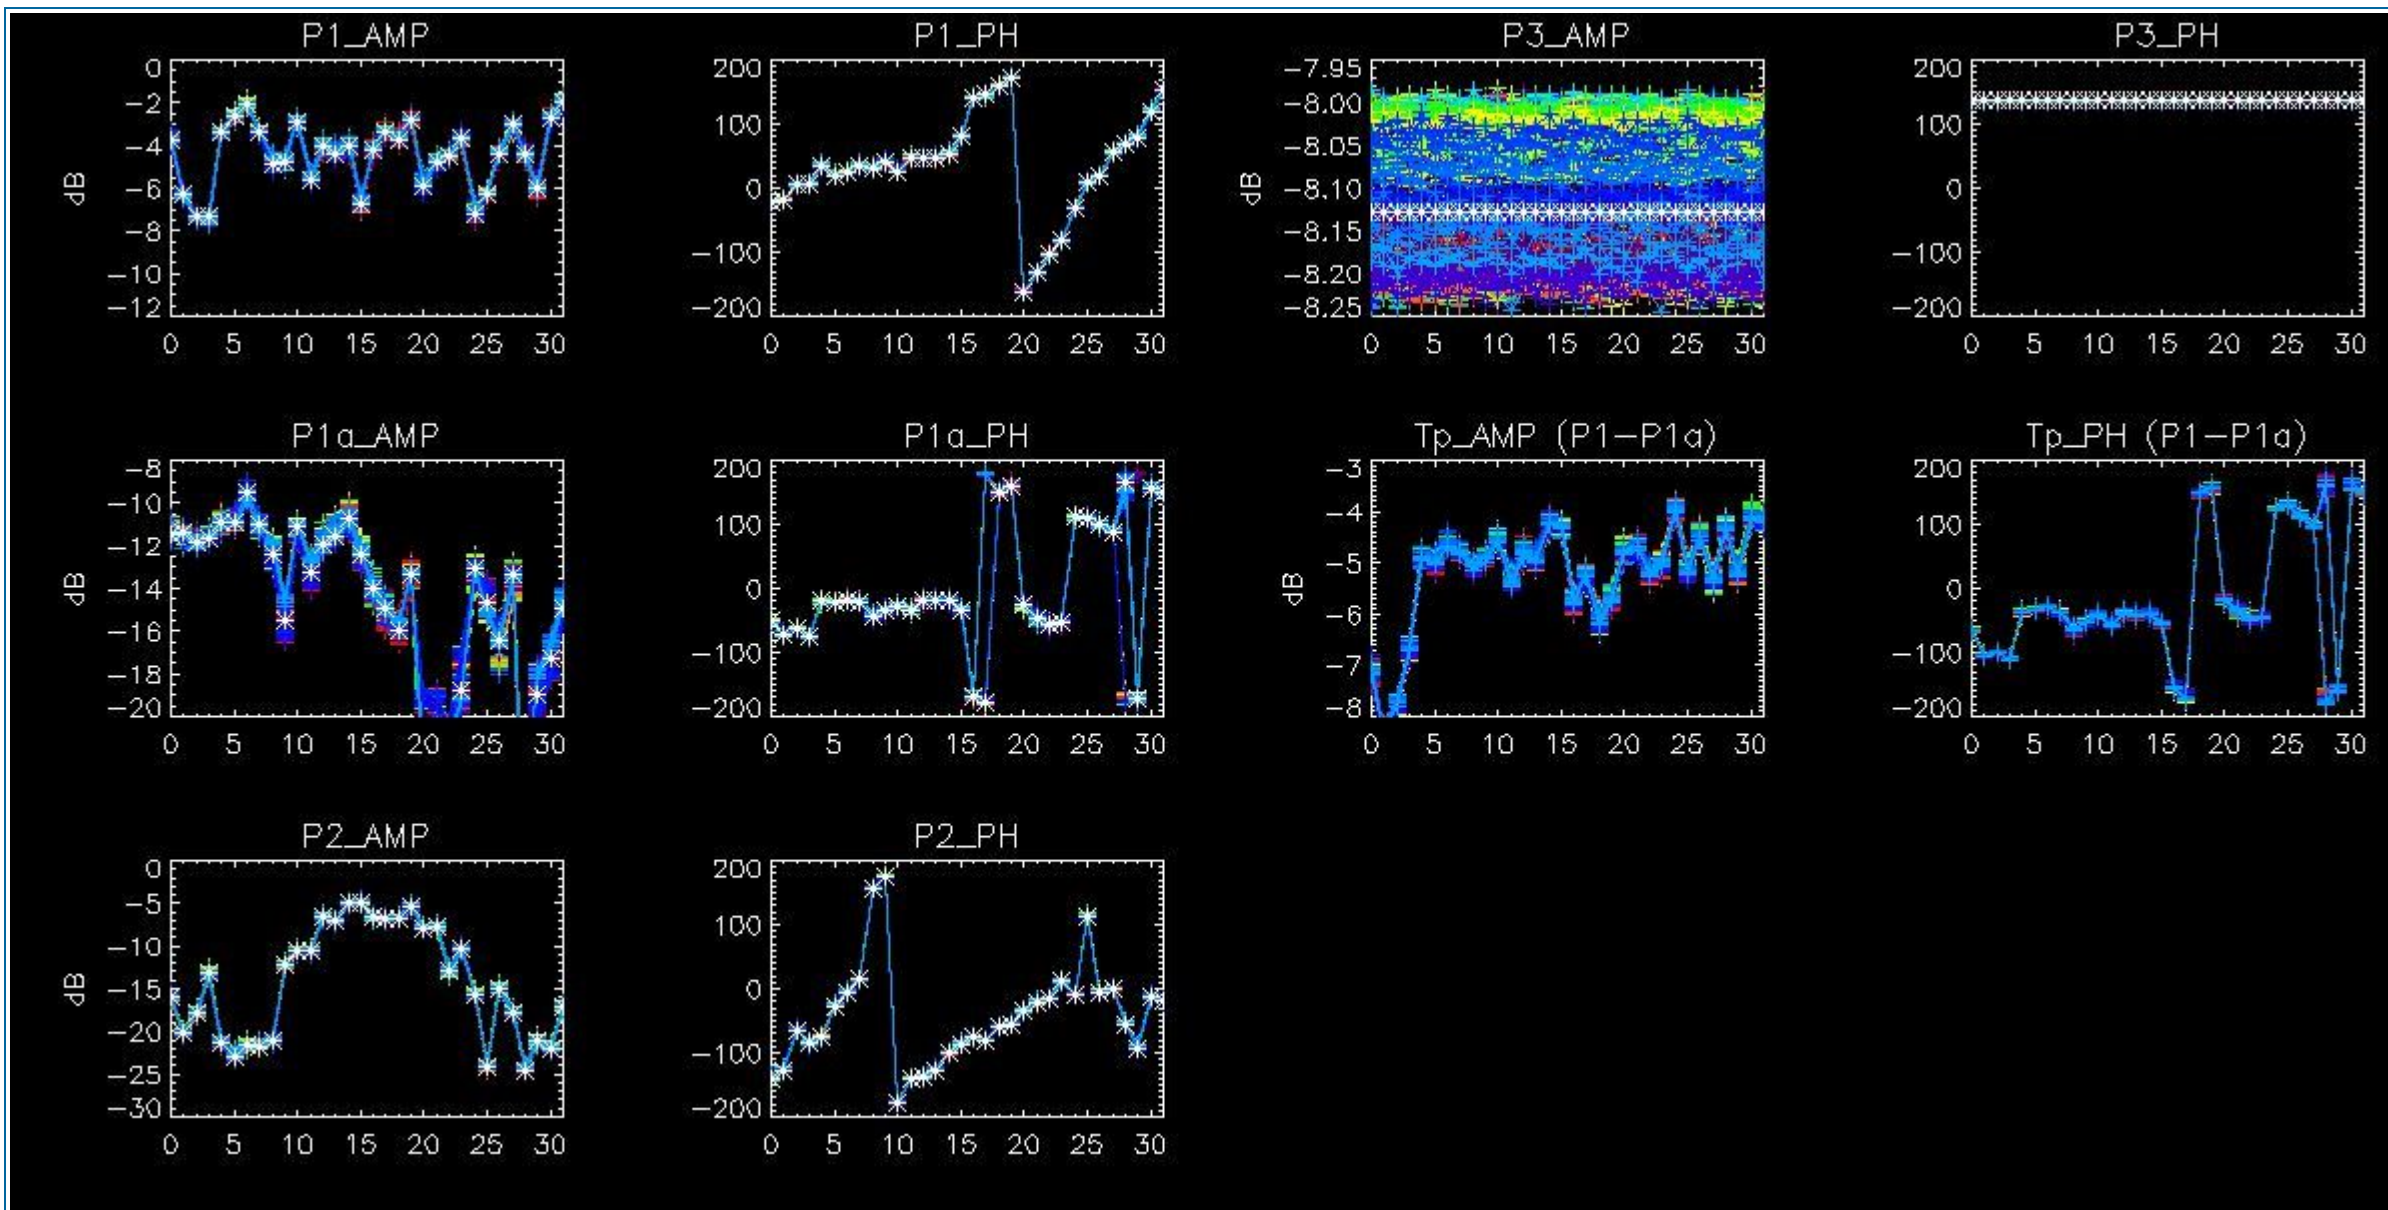 P1_AMP P1_PH P3_AMP P3_PH
0 200 -7.95 200
-2 100 -8.00 100
-4 0 -8.05 0
-6 -100 -8.10 -100
-8 -200 -8.15 -200
-10 -8.20
-12 -8.25
dB dB
0 5 10 15 20 25 30 0 5 10 15 20 25 30 0 5 10 15 20 25 30 0 5 10 15 20 25 30
P1a_AMP P1a_PH Tp_AMP (P1-P1a) Tp_PH (P1-P1a)
-8 200 -3 200
-10 100 -4 100
-12 0 -5 0
-14 -100 -6 -100
-16 -200 -7 -200
-18 -8
-20
dB dB
0 5 10 15 20 25 30 0 5 10 15 20 25 30 0 5 10 15 20 25 30 0 5 10 15 20 25 30
P2_AMP P2_PH
0 200
-5 100
-10 0
-15 -100
-20 -200
-25
-30
dB
0 5 10 15 20 25 30 0 5 10 15 20 25 30